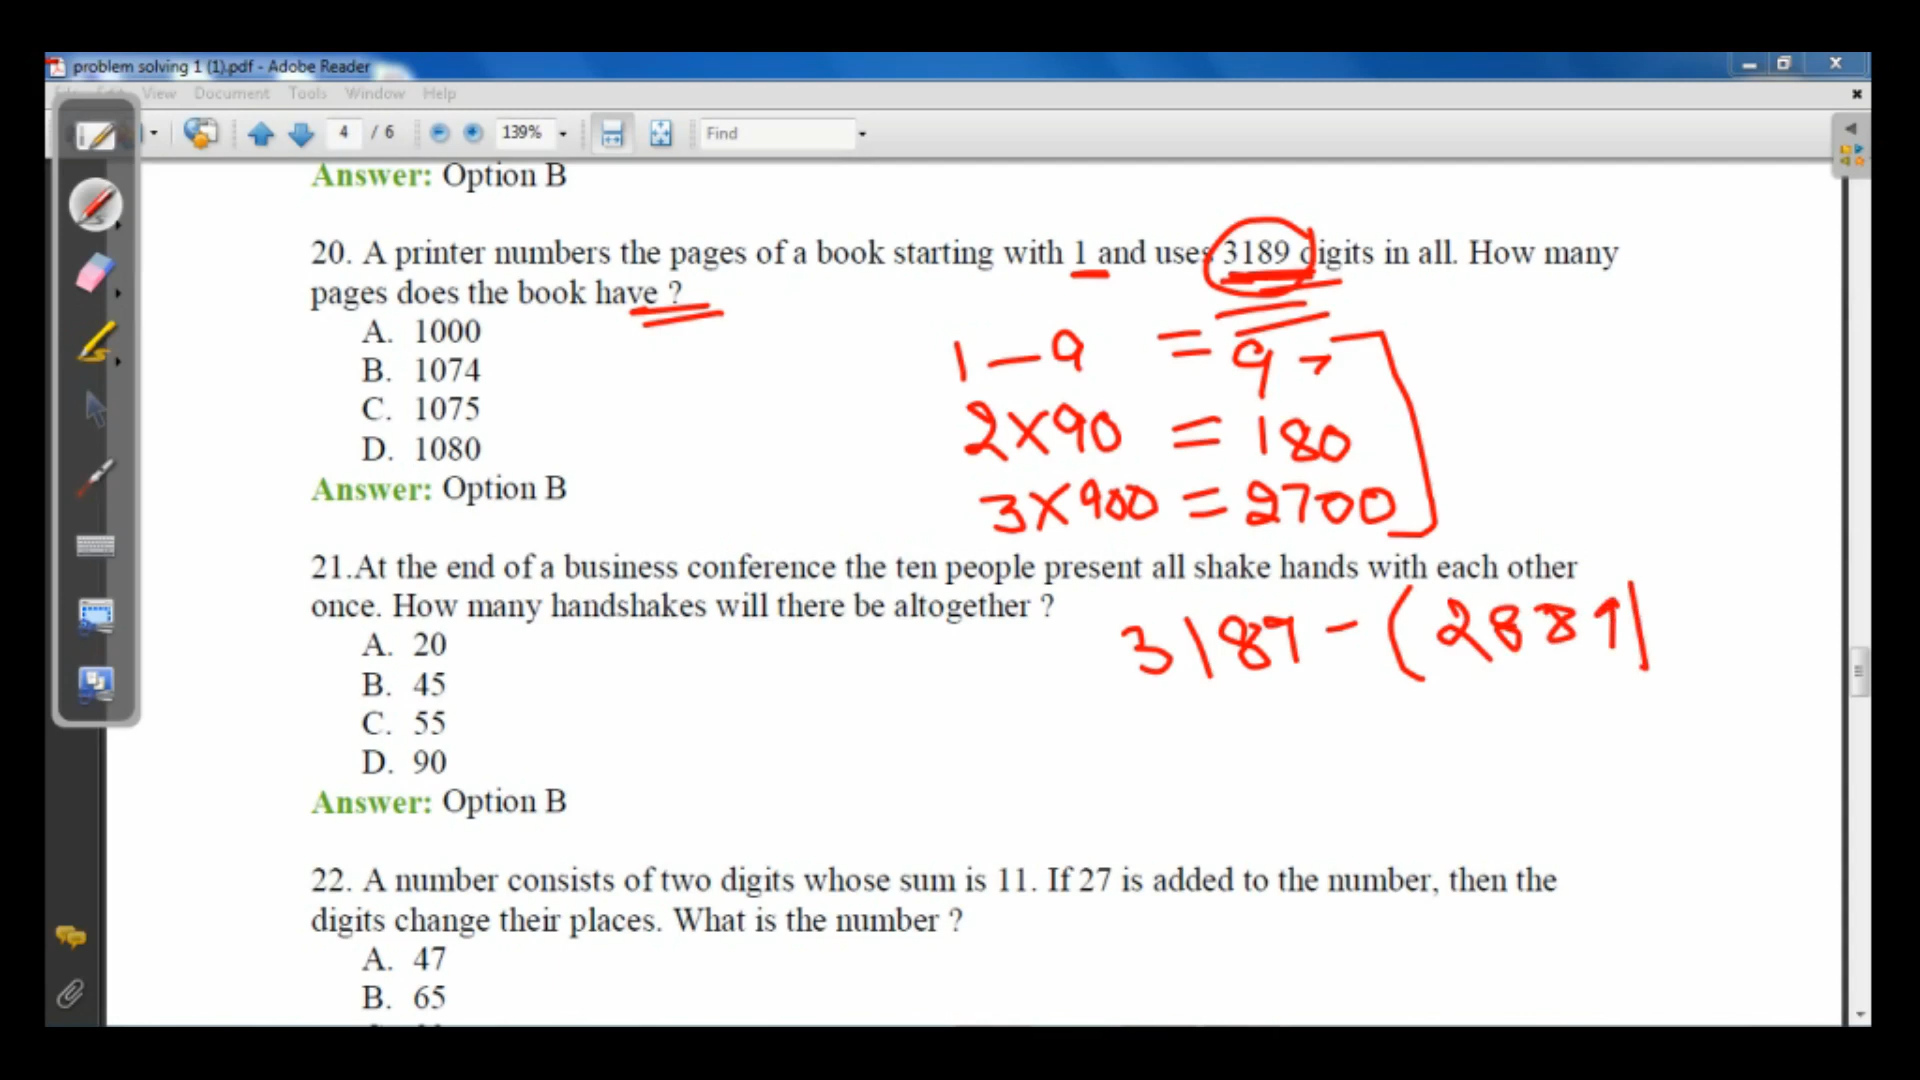 problem solving 1 (1).pdf - Adobe Reader
View Document Tools Window Help
4 / 6 139% Find
Answer: Option B
20. A printer numbers the pages of a book starting with 1 and uses 3189 digits in all. How many
pages does the book have ?
A. 1000
B. 1074
C. 1075
D. 1080
Answer: Option B
1 — 9 = 9
2 × 90 = 180
3 × 900 = 2700
21.At the end of a business conference the ten people present all shake hands with each other
once. How many handshakes will there be altogether ?
3189 - (2889)
A. 20
B. 45
C. 55
D. 90
Answer: Option B
22. A number consists of two digits whose sum is 11. If 27 is added to the number, then the
digits change their places. What is the number ?
A. 47
B. 65